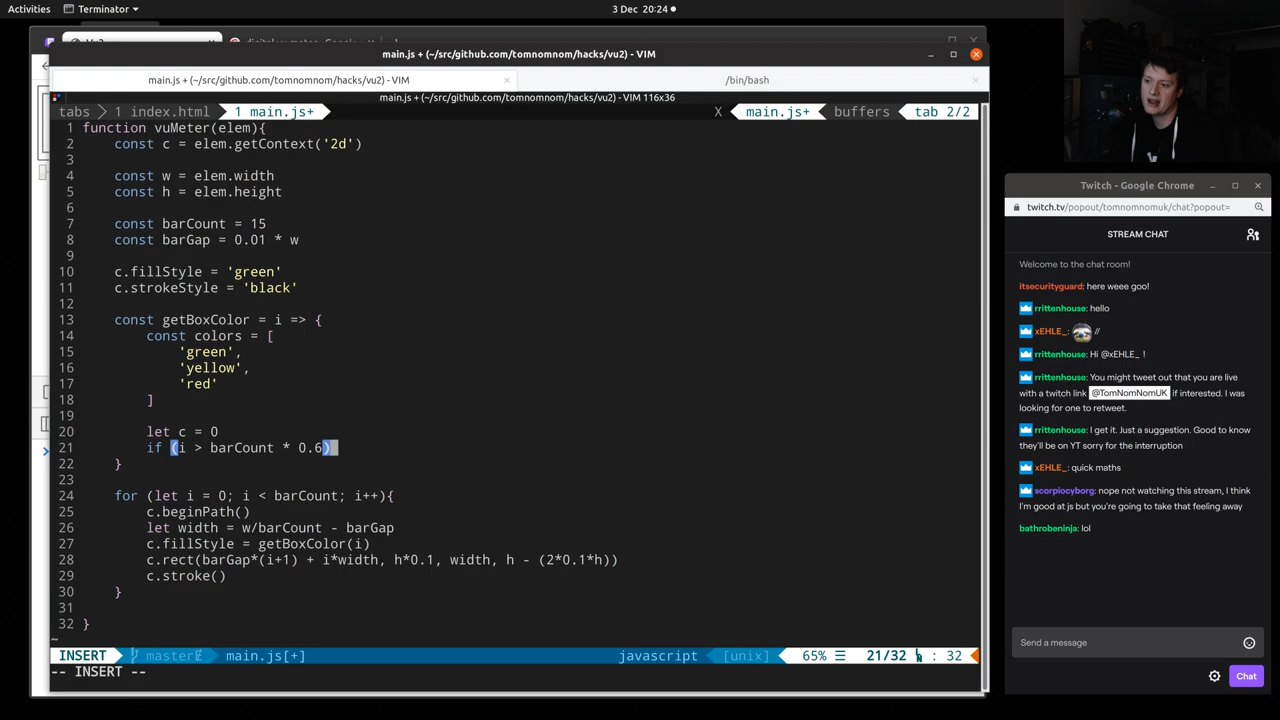 Activities
Terminator
3 Dec 20:24
main.js + (~/src/github.com/tomnomnom/hacks/vu2) - VIM
main.js + (~/src/github.com/tomnomnom/hacks/vu2) - VIM
/bin/bash
main.js + (~/src/github.com/tomnomnom/hacks/vu2) - VIM 116x36
tabs 1 index.html 1 main.js+ X main.js+ buffers tab 2/2
1 function vuMeter(elem){
2 const c = elem.getContext('2d')
3
4 const w = elem.width
5 const h = elem.height
6
7 const barCount = 15
8 const barGap = 0.01 * w
9
10 c.fillStyle = 'green'
11 c.strokeStyle = 'black'
12
13 const getBoxColor = i => {
14 const colors = [
15 'green',
16 'yellow',
17 'red'
18 ]
19
20 let c = 0
21 if (i > barCount * 0.6)
22 }
23
24 for (let i = 0; i < barCount; i++){
25 c.beginPath()
26 let width = w/barCount - barGap
27 c.fillStyle = getBoxColor(i)
28 c.rect(barGap*(i+1) + i*width, h*0.1, width, h - (2*0.1*h))
29 c.stroke()
30 }
31
32 }
~
INSERT master main.js[+] javascript [unix] 65% 21/32 : 32
-- INSERT --
Twitch - Google Chrome
twitch.tv/popout/tomnomnomuk/chat?popout=
STREAM CHAT
Welcome to the chat room!
itsecurityguard: here weee goo!
rrittenhouse: hello
xEHLE_: //
rrittenhouse: Hi @xEHLE_ !
rrittenhouse: You might tweet out that you are live
with a twitch link @TomNomNomUK if interested. I was
looking for one to retweet.
rrittenhouse: I get it. Just a suggestion. Good to know
they'll be on YT sorry for the interruption
xEHLE_: quick maths
scorpiocyborg: nope not watching this stream, I think
I'm good at js but you're going to take that feeling away
bathrobeninja: lol
Send a message
Chat